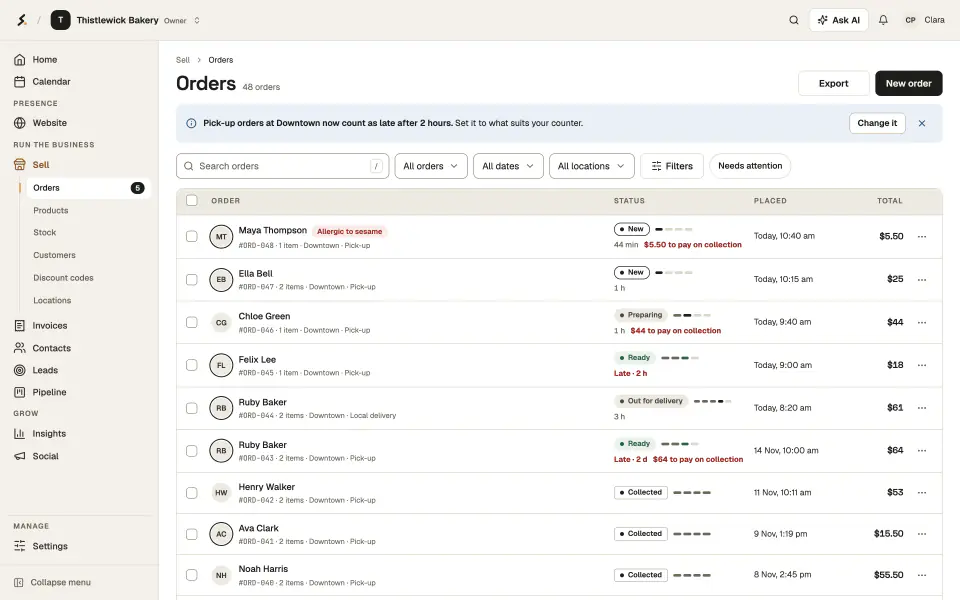 / T Thistlewick Bakery Owner
Ask AI CP Clara
Home
Calendar
PRESENCE
Website
RUN THE BUSINESS
Sell
Orders 5
Products
Stock
Customers
Discount codes
Locations
Invoices
Contacts
Leads
Pipeline
GROW
Insights
Social
MANAGE
Settings
Collapse menu
Sell > Orders
Orders 48 orders
Export New order
Pick-up orders at Downtown now count as late after 2 hours. Set it to what suits your counter. Change it
Search orders / All orders All dates All locations Filters Needs attention
ORDER STATUS PLACED TOTAL
MT Maya Thompson Allergic to sesame New Today, 10:40 am $5.50
#ORD-048 · 1 item · Downtown · Pick-up 44 min $5.50 to pay on collection
EB Ella Bell New Today, 10:15 am $25
#ORD-047 · 2 items · Downtown · Pick-up 1 h
CG Chloe Green Preparing Today, 9:40 am $44
#ORD-046 · 1 item · Downtown · Pick-up 1 h $44 to pay on collection
FL Felix Lee Ready Today, 9:00 am $18
#ORD-045 · 1 item · Downtown · Pick-up Late · 2 h
RB Ruby Baker Out for delivery Today, 8:20 am $61
#ORD-044 · 2 items · Downtown · Local delivery 3 h
RB Ruby Baker Ready 14 Nov, 10:00 am $64
#ORD-043 · 2 items · Downtown · Pick-up Late · 2 d $64 to pay on collection
HW Henry Walker Collected 11 Nov, 10:11 am $53
#ORD-042 · 2 items · Downtown · Pick-up
AC Ava Clark Collected 9 Nov, 1:19 pm $15.50
#ORD-041 · 2 items · Downtown · Pick-up
NH Noah Harris Collected 8 Nov, 2:45 pm $55.50
#ORD-040 · 2 items · Downtown · Pick-up